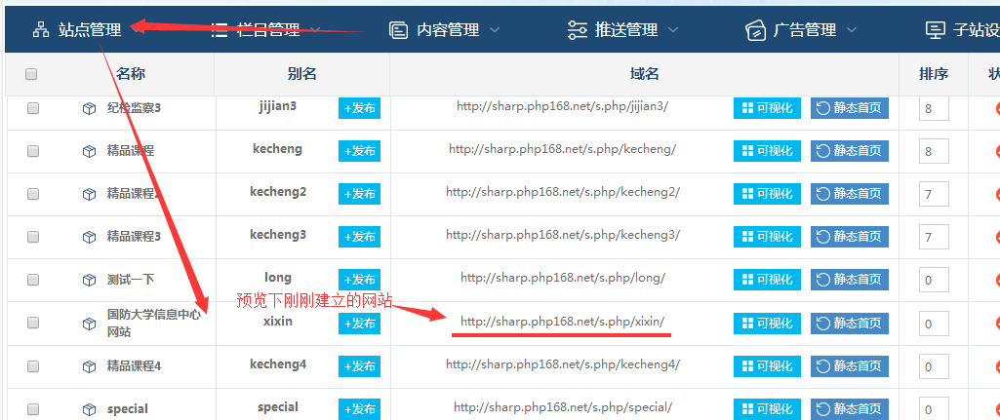 站点管理 栏目管理 内容管理 推送管理 广告管理 子站设
名称 别名 域名 排序
纪检监察3 jijian3 +发布 http://sharp.php168.net/s.php/jijian3/ 可视化 静态首页 8
精品课程 kecheng +发布 http://sharp.php168.net/s.php/kecheng/ 可视化 静态首页 8
精品课程2 kecheng2 +发布 http://sharp.php168.net/s.php/kecheng2/ 可视化 静态首页 7
精品课程3 kecheng3 +发布 http://sharp.php168.net/s.php/kecheng3/ 可视化 静态首页 7
测试一下 long +发布 http://sharp.php168.net/s.php/long/ 可视化 静态首页 0
预览下刚刚建立的网站
国防大学信息中心
网站 xixin +发布 http://sharp.php168.net/s.php/xixin/ 可视化 静态首页 0
精品课程4 kecheng4 +发布 http://sharp.php168.net/s.php/kecheng4/ 可视化 静态首页 0
special special +发布 http://sharp.php168.net/s.php/special/ 可视化 静态首页 0